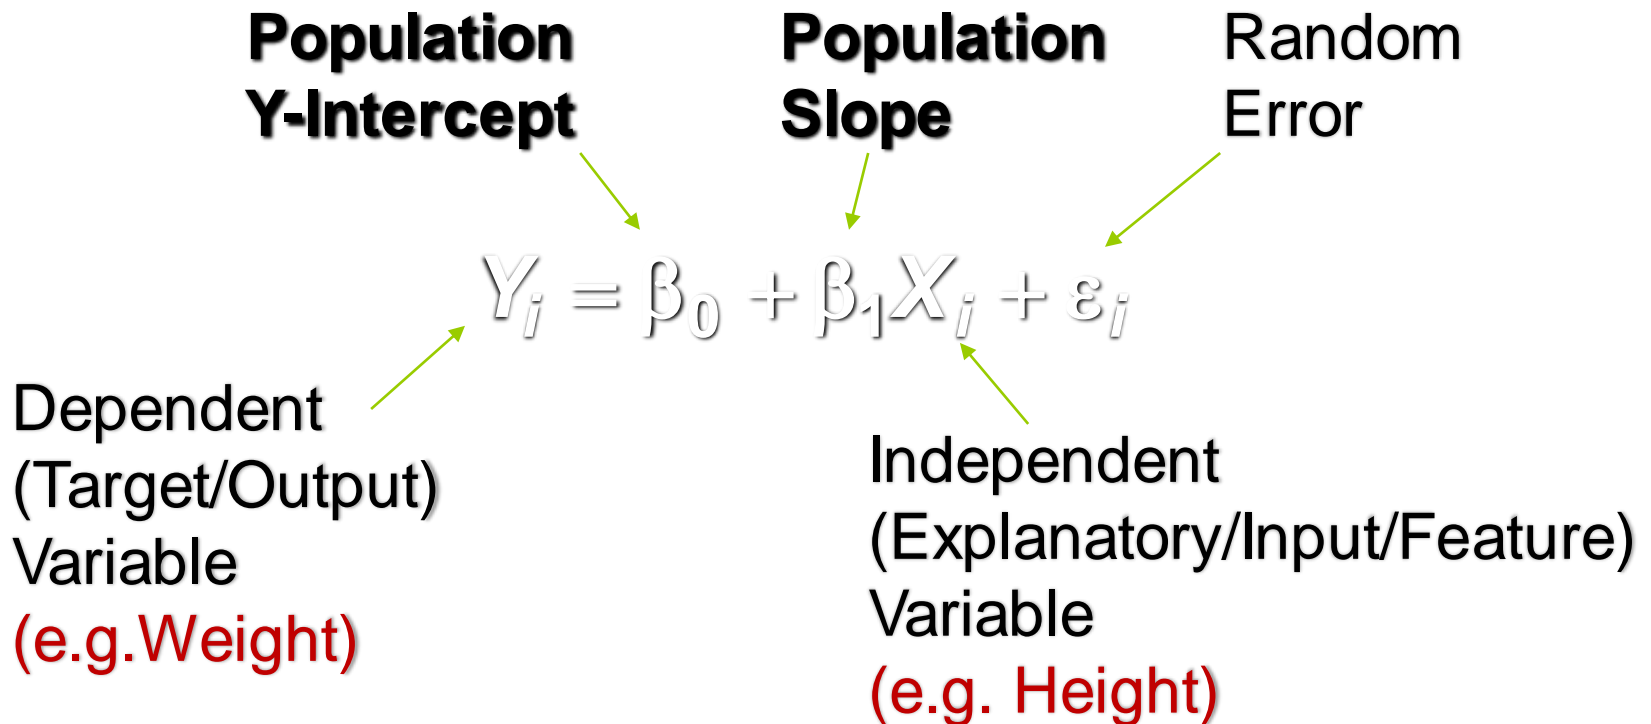 Population
Y-Intercept
Population
Slope
Random
Error
Yᵢ = β₀ + β₁Xᵢ + εᵢ
Dependent
(Target/Output)
Variable
(e.g.Weight)
Independent
(Explanatory/Input/Feature)
Variable
(e.g. Height)